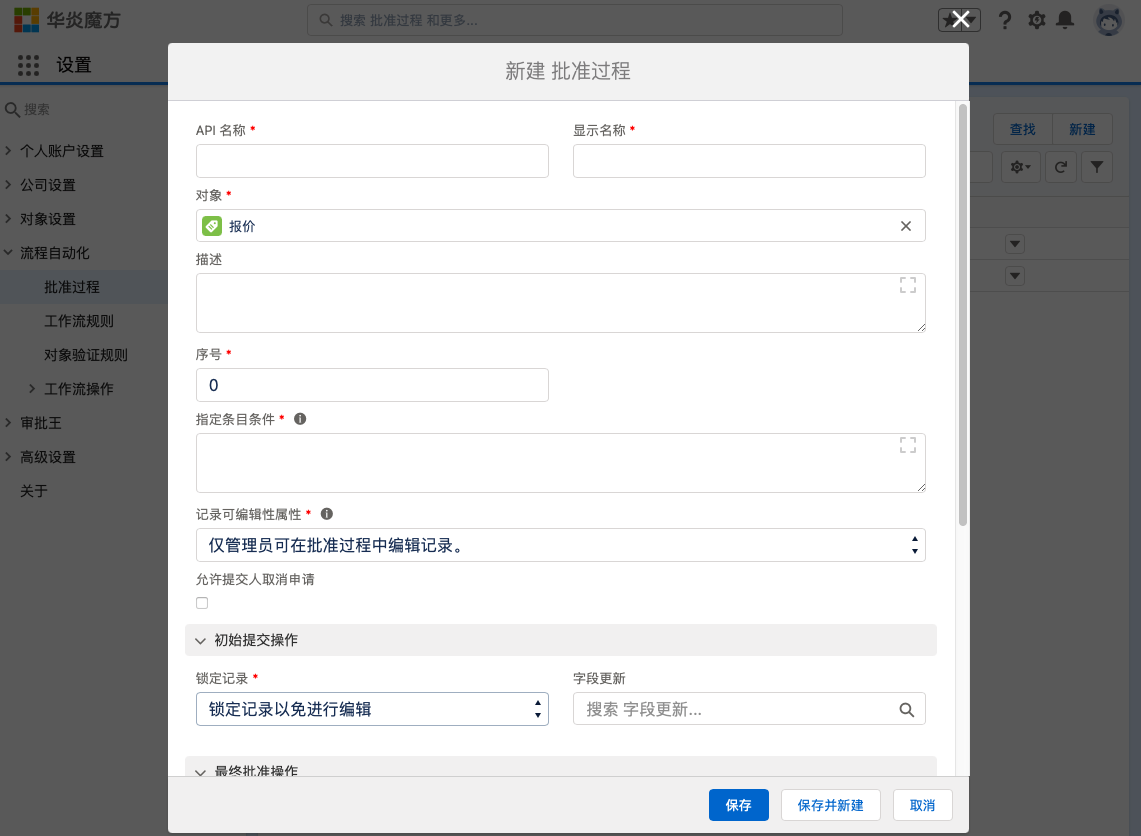 华炎魔方
搜索 批准过程 和更多...
设置
搜索
个人账户设置
公司设置
对象设置
流程自动化
批准过程
工作流规则
对象验证规则
工作流操作
审批王
高级设置
关于
查找
新建
新建 批准过程
API 名称 *
显示名称 *
对象 *
报价
描述
序号 *
0
指定条目条件 *
记录可编辑性属性 *
仅管理员可在批准过程中编辑记录。
允许提交人取消申请
初始提交操作
锁定记录 *
字段更新
锁定记录以免进行编辑
搜索 字段更新...
最终批准操作
保存
保存并新建
取消